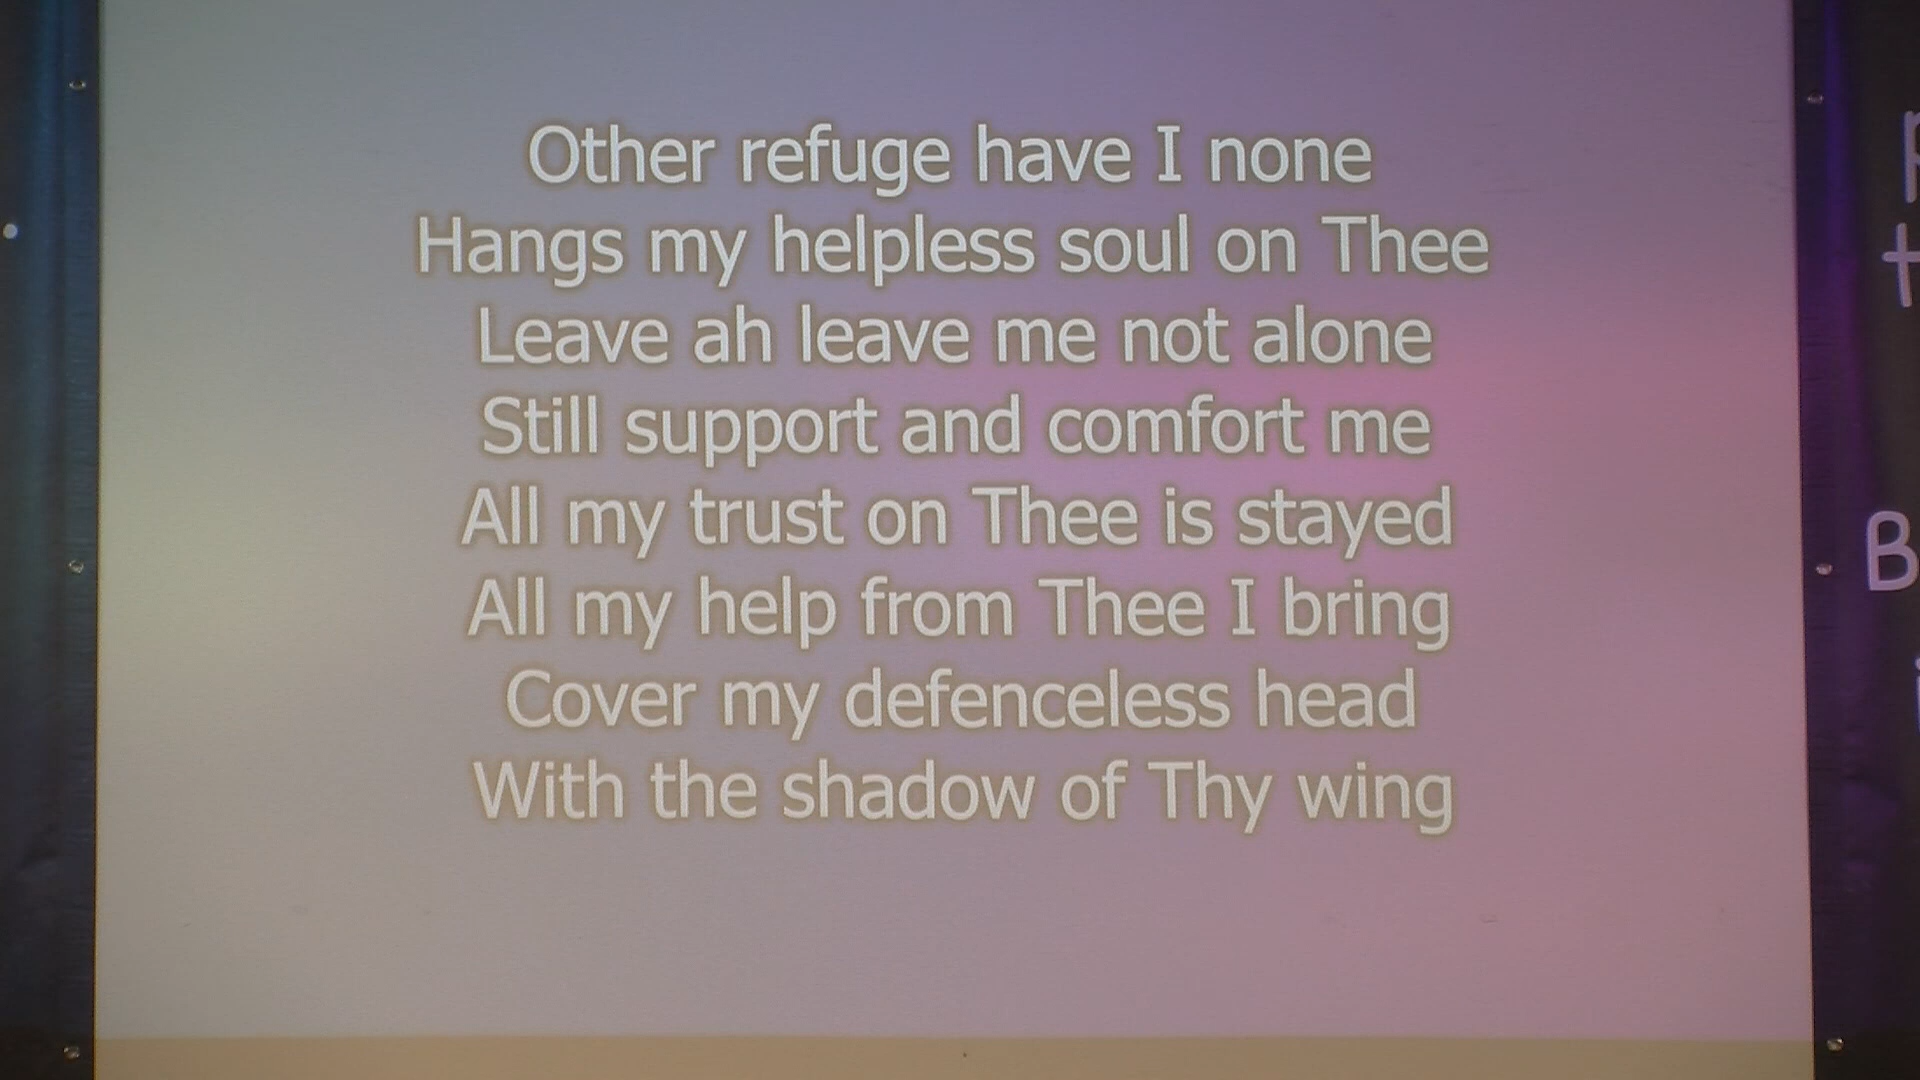 Other refuge have I none
Hangs my helpless soul on Thee
Leave ah leave me not alone
Still support and comfort me
All my trust on Thee is stayed
All my help from Thee I bring
Cover my defenceless head
With the shadow of Thy wing
B